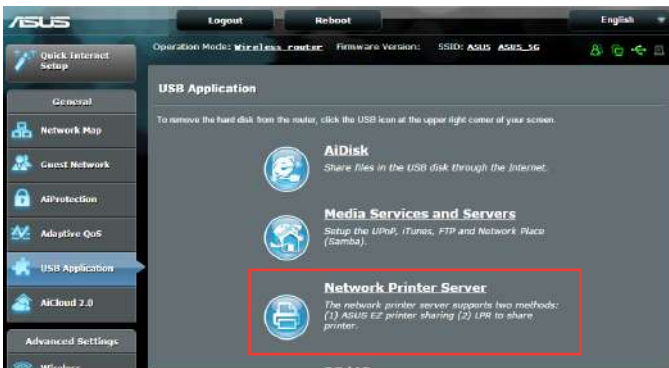 ASUS
Logout
Reboot
English
Quick Internet
Setup
Operation Mode: Wireless router Firmware Version: SSID: ASUS ASUS_5G
General
Network Map
Guest Network
AiProtection
Adaptive QoS
USB Application
AiCloud 2.0
Advanced Settings
Wireless
USB Application
To remove the hard disk from the router, click the USB icon at the upper right corner of your screen.
AiDisk
Share files in the USB disk through the Internet.
Media Services and Servers
Setup the UPnP, iTunes, FTP and Network Place
(Samba).
Network Printer Server
The network printer server supports two methods:
(1) ASUS EZ printer sharing (2) LPR to share
printer.